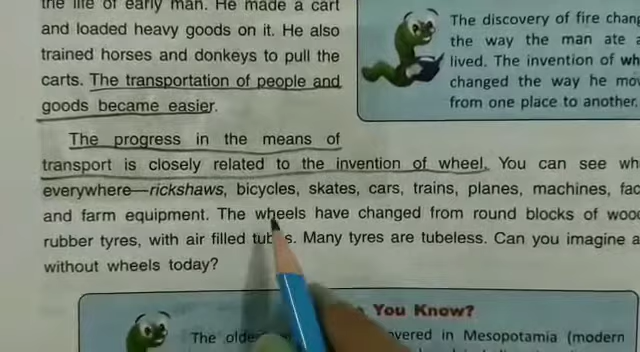 the life of early man. He made a cart
and loaded heavy goods on it. He also
trained horses and donkeys to pull the
carts. The transportation of people and
goods became easier.
The discovery of fire
the way the man ate
lived. The invention of
changed the way he
from one place to another.
The progress in the means of
transport is closely related to the invention of wheel. You can see
everywhere—rickshaws, bicycles, skates, cars, trains, planes, machines,
and farm equipment. The wheels have changed from round blocks of
rubber tyres, with air filled Many tyres are tubeless. Can you imagine
without wheels today?
You Know?
The in Mesopotamia (modern